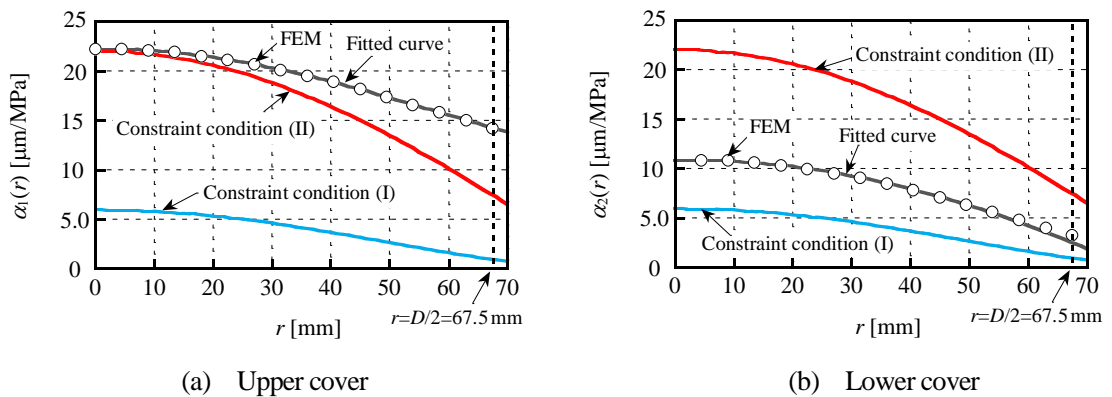 25
20
15
10
5.0
0
α₁(r) [μm/MPa]
FEM
Fitted curve
Constraint condition (II)
Constraint condition (I)
0 10 20 30 40 50 60 70
r [mm]
r=D/2=67.5 mm
(a) Upper cover
25
20
15
10
5.0
0
α₂(r) [μm/MPa]
Constraint condition (II)
FEM
Fitted curve
Constraint condition (I)
0 10 20 30 40 50 60 70
r [mm]
r=D/2=67.5 mm
(b) Lower cover